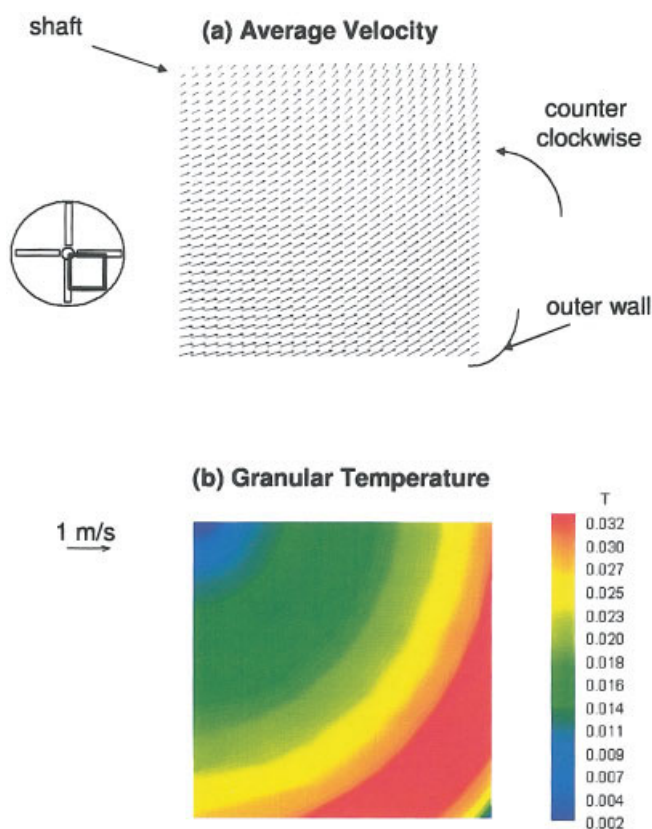 shaft
(a) Average Velocity
counter
clockwise
outer wall
(b) Granular Temperature
1 m/s
T
0.032
0.030
0.027
0.025
0.023
0.020
0.018
0.016
0.014
0.011
0.009
0.007
0.004
0.002